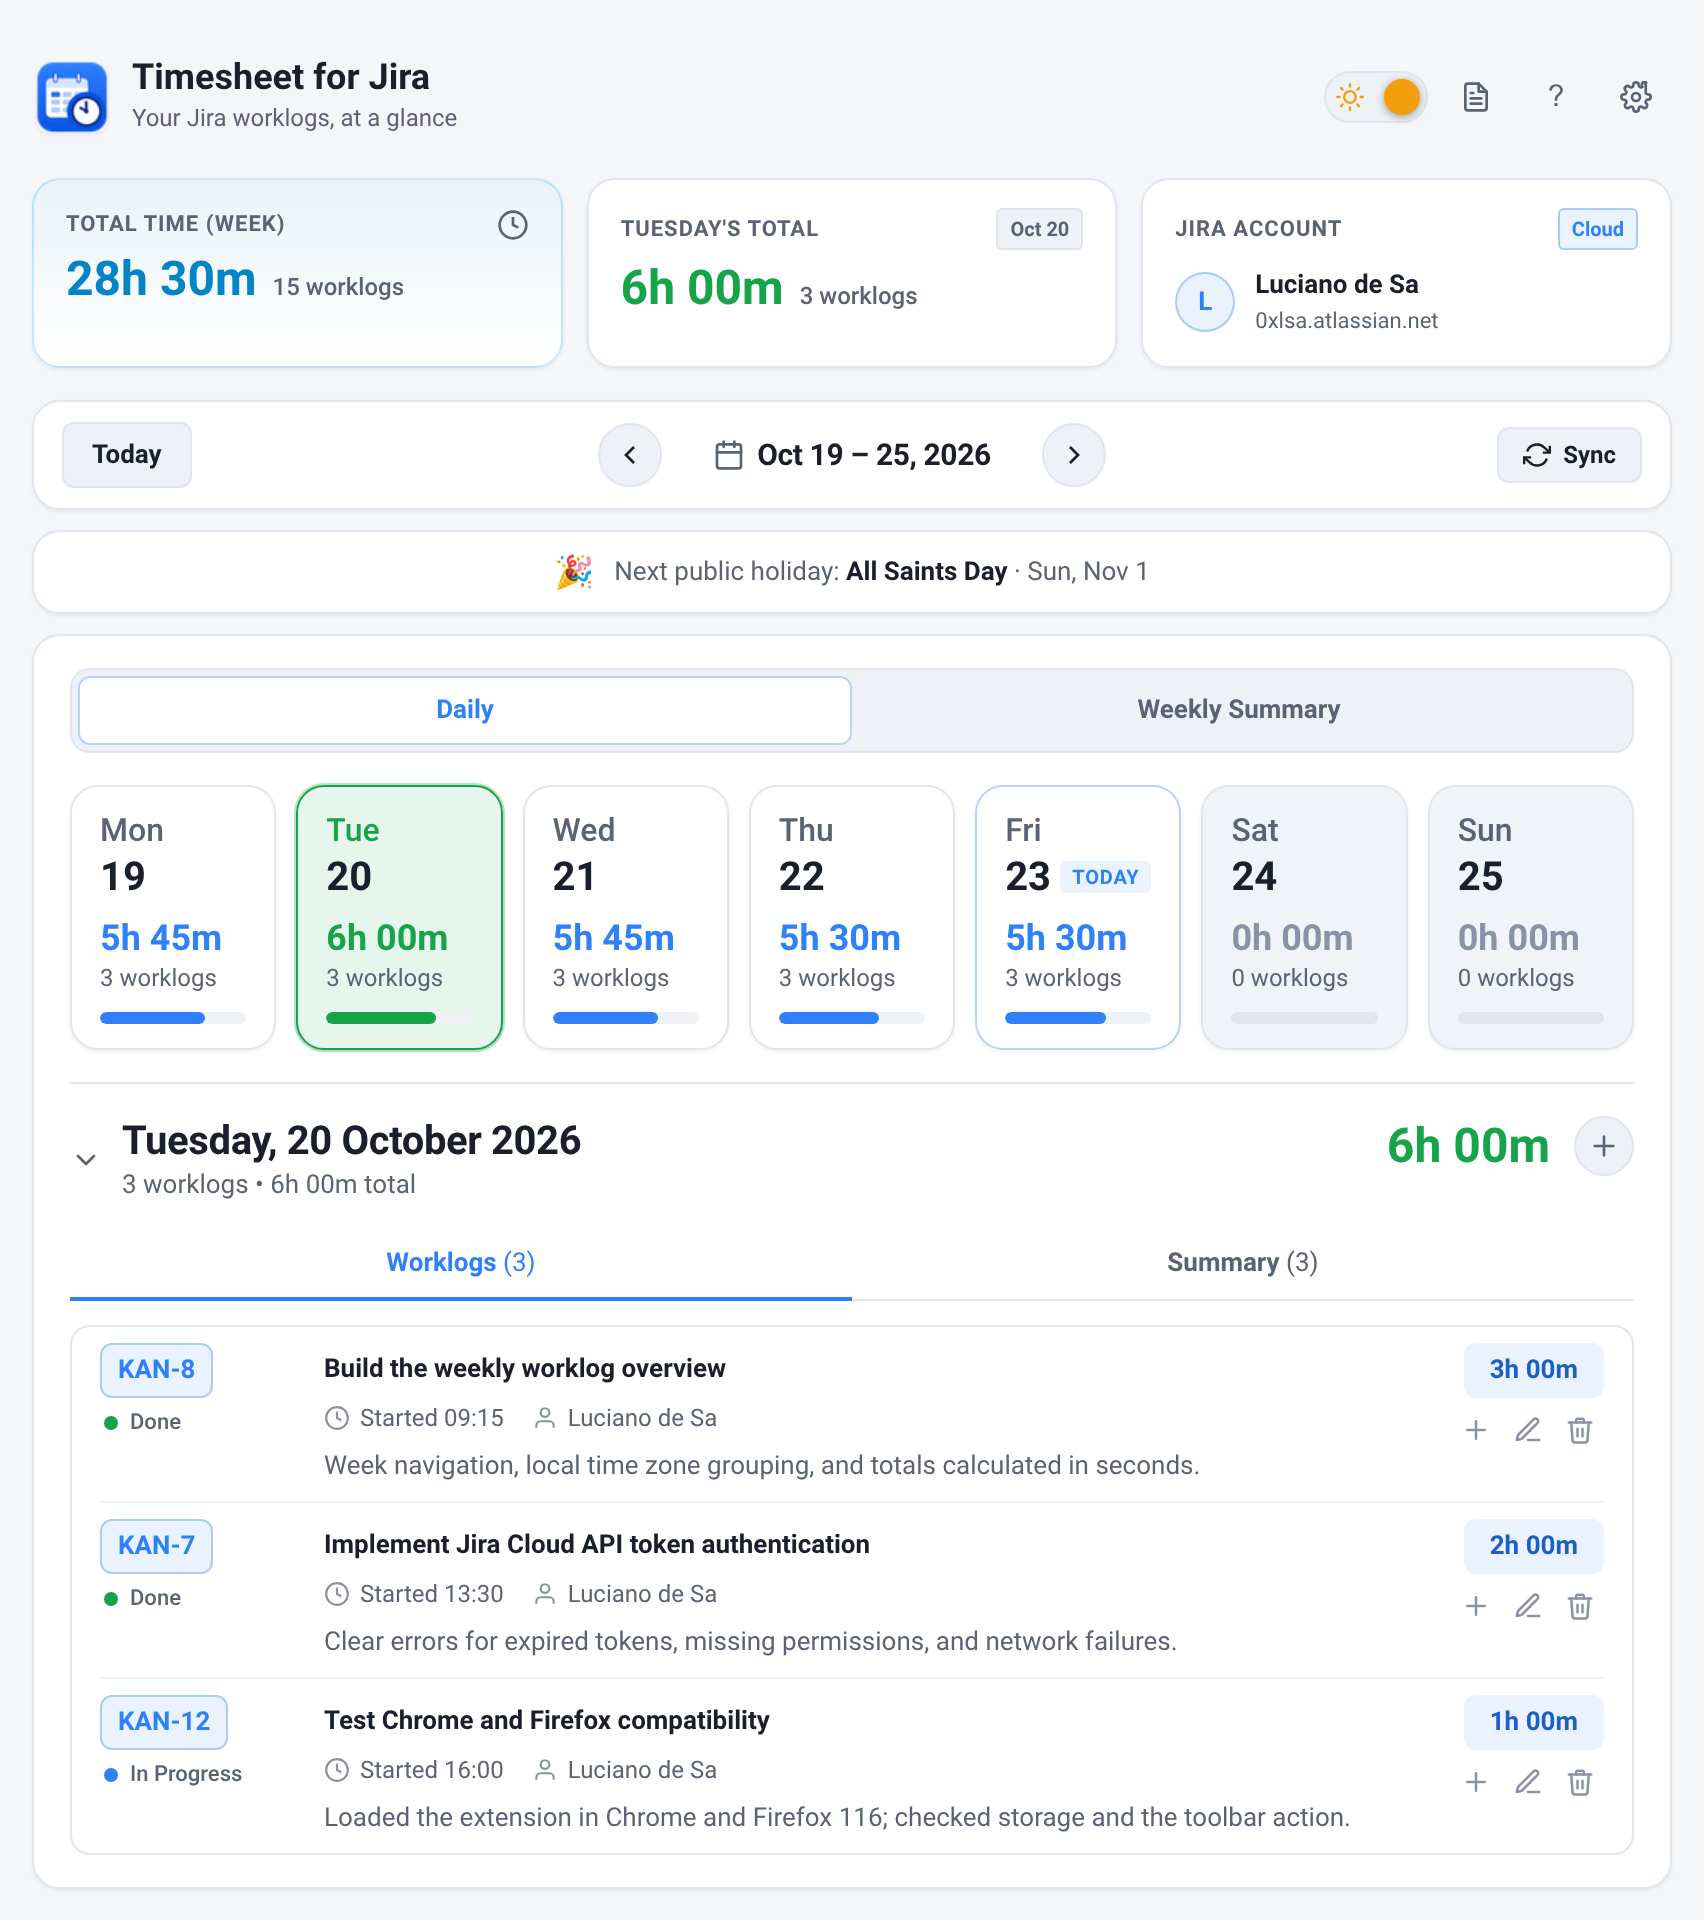 Timesheet for Jira
Your Jira worklogs, at a glance
?
TOTAL TIME (WEEK)
28h 30m 15 worklogs
TUESDAY'S TOTAL
Oct 20
6h 00m 3 worklogs
JIRA ACCOUNT
Cloud
L
Luciano de Sa
0xlsa.atlassian.net
Today
Oct 19 – 25, 2026
Sync
Next public holiday: All Saints Day · Sun, Nov 1
Daily
Weekly Summary
Mon
19
5h 45m
3 worklogs
Tue
20
6h 00m
3 worklogs
Wed
21
5h 45m
3 worklogs
Thu
22
5h 30m
3 worklogs
Fri
23 TODAY
5h 30m
3 worklogs
Sat
24
0h 00m
0 worklogs
Sun
25
0h 00m
0 worklogs
Tuesday, 20 October 2026
3 worklogs • 6h 00m total
6h 00m
Worklogs (3)
Summary (3)
KAN-8
Done
Build the weekly worklog overview
Started 09:15 Luciano de Sa
Week navigation, local time zone grouping, and totals calculated in seconds.
3h 00m
KAN-7
Done
Implement Jira Cloud API token authentication
Started 13:30 Luciano de Sa
Clear errors for expired tokens, missing permissions, and network failures.
2h 00m
KAN-12
In Progress
Test Chrome and Firefox compatibility
Started 16:00 Luciano de Sa
Loaded the extension in Chrome and Firefox 116; checked storage and the toolbar action.
1h 00m